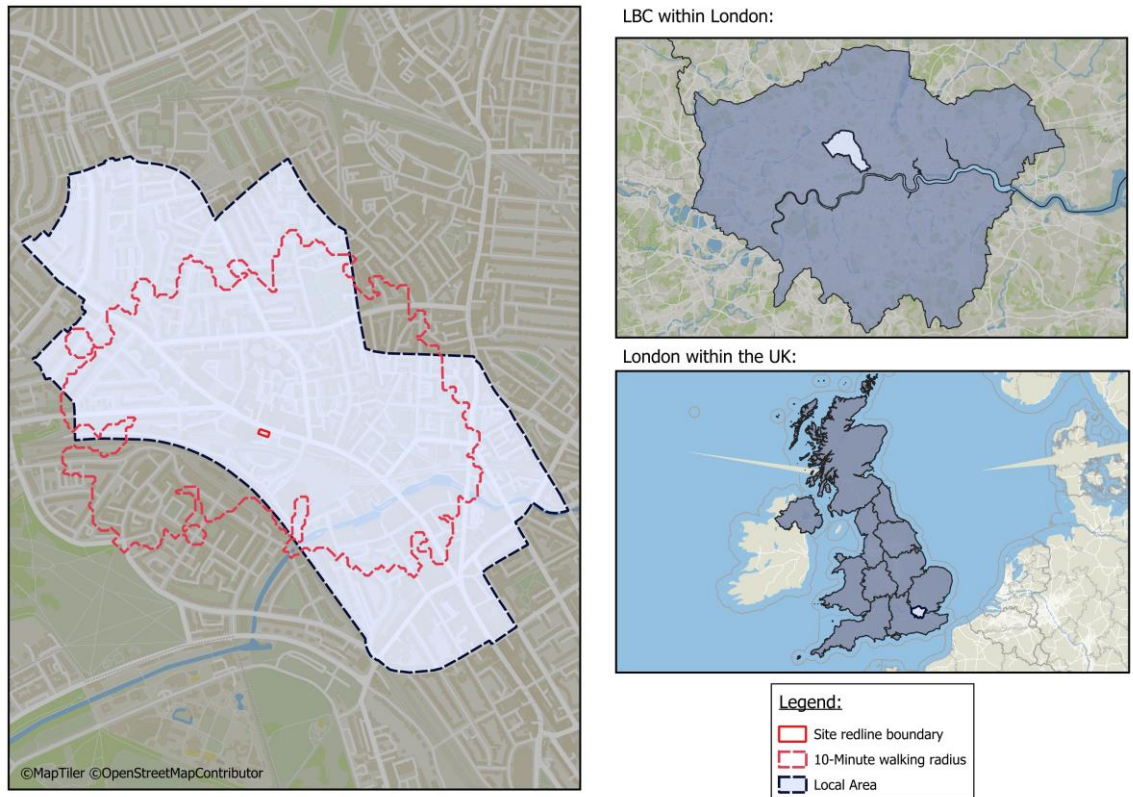 LBC within London:
London within the UK:
Legend:
Site redline boundary
10-Minute walking radius
Local Area
©MapTiler ©OpenStreetMapContributor